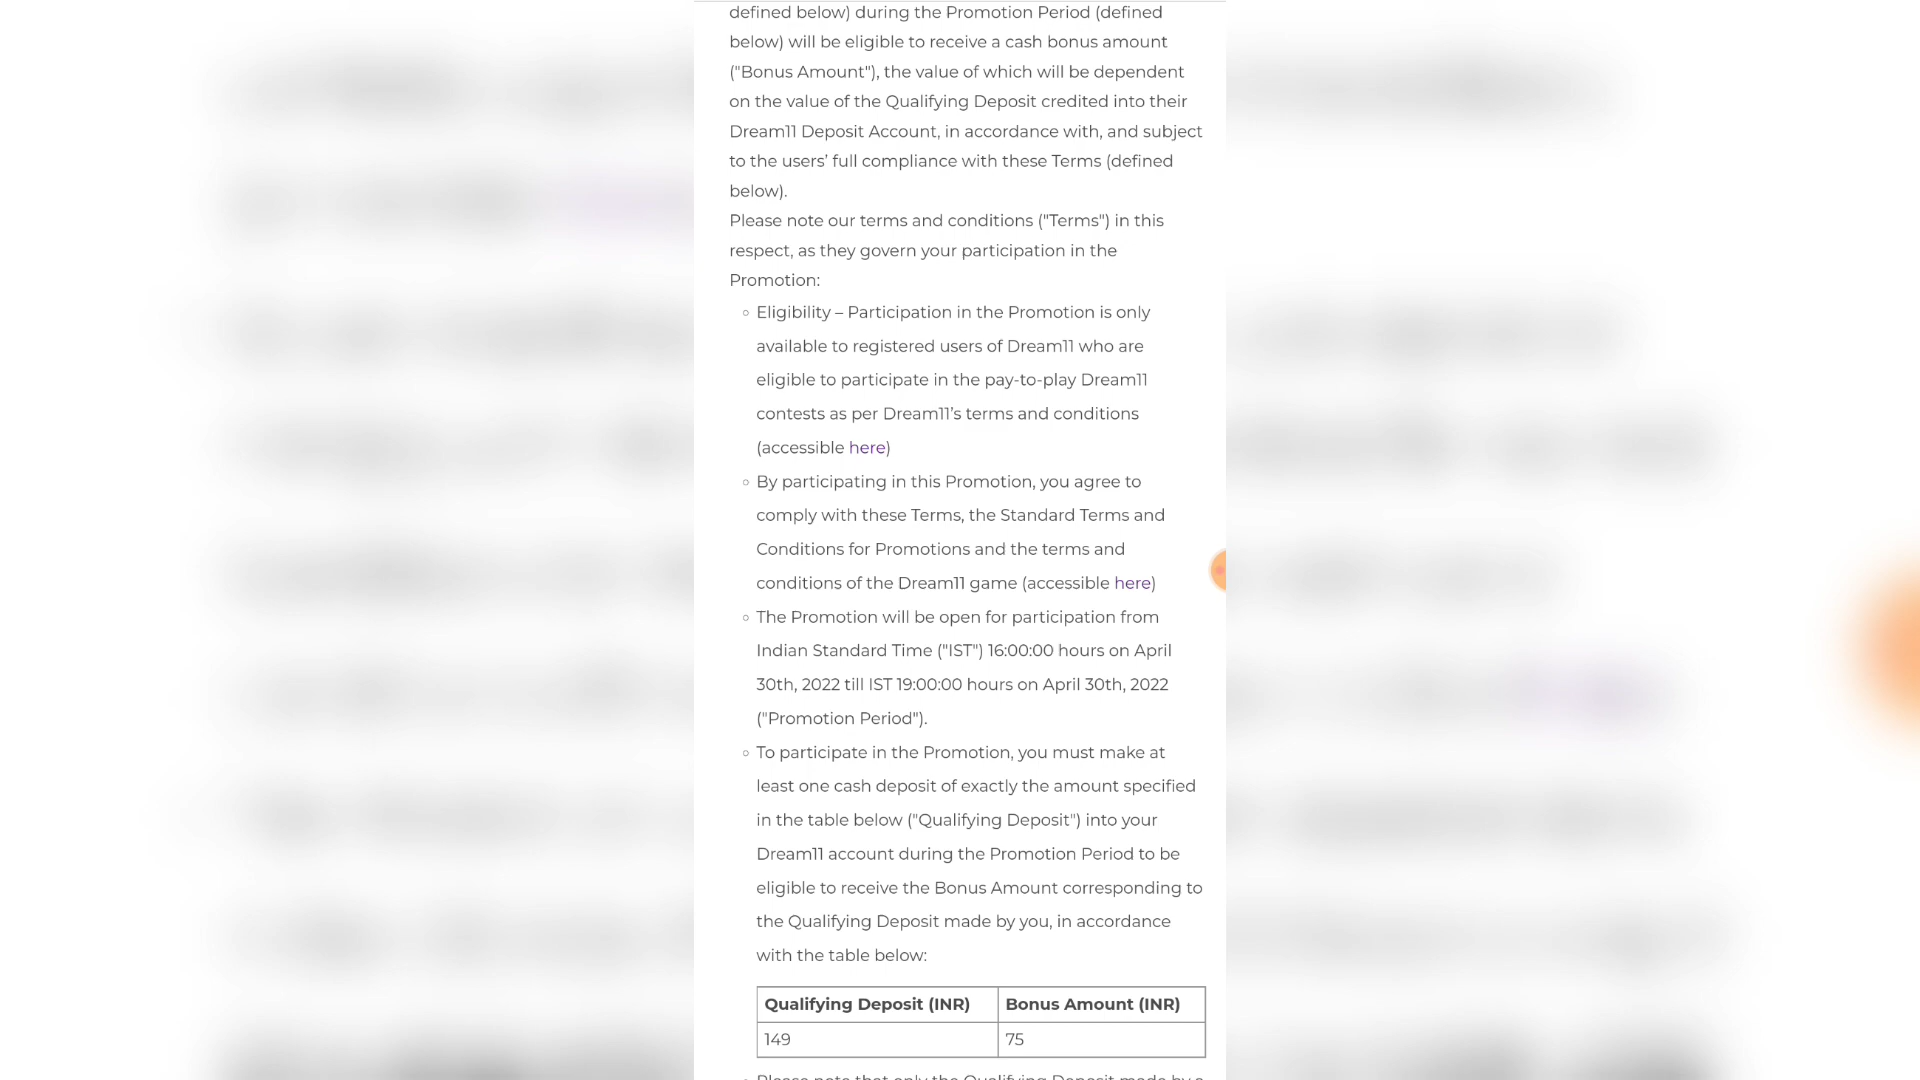 defined below) during the Promotion Period (defined
below) will be eligible to receive a cash bonus amount
("Bonus Amount"), the value of which will be dependent
on the value of the Qualifying Deposit credited into their
Dream11 Deposit Account, in accordance with, and subject
to the users' full compliance with these Terms (defined
below).
Please note our terms and conditions ("Terms") in this
respect, as they govern your participation in the
Promotion:
Eligibility – Participation in the Promotion is only
available to registered users of Dream11 who are
eligible to participate in the pay-to-play Dream11
contests as per Dream11's terms and conditions
(accessible here)
By participating in this Promotion, you agree to
comply with these Terms, the Standard Terms and
Conditions for Promotions and the terms and
conditions of the Dream11 game (accessible here)
The Promotion will be open for participation from
Indian Standard Time ("IST") 16:00:00 hours on April
30th, 2022 till IST 19:00:00 hours on April 30th, 2022
("Promotion Period").
To participate in the Promotion, you must make at
least one cash deposit of exactly the amount specified
in the table below ("Qualifying Deposit") into your
Dream11 account during the Promotion Period to be
eligible to receive the Bonus Amount corresponding to
the Qualifying Deposit made by you, in accordance
with the table below:
Qualifying Deposit (INR) Bonus Amount (INR)
149 75
Please note that only the Qualifying Deposit made by a